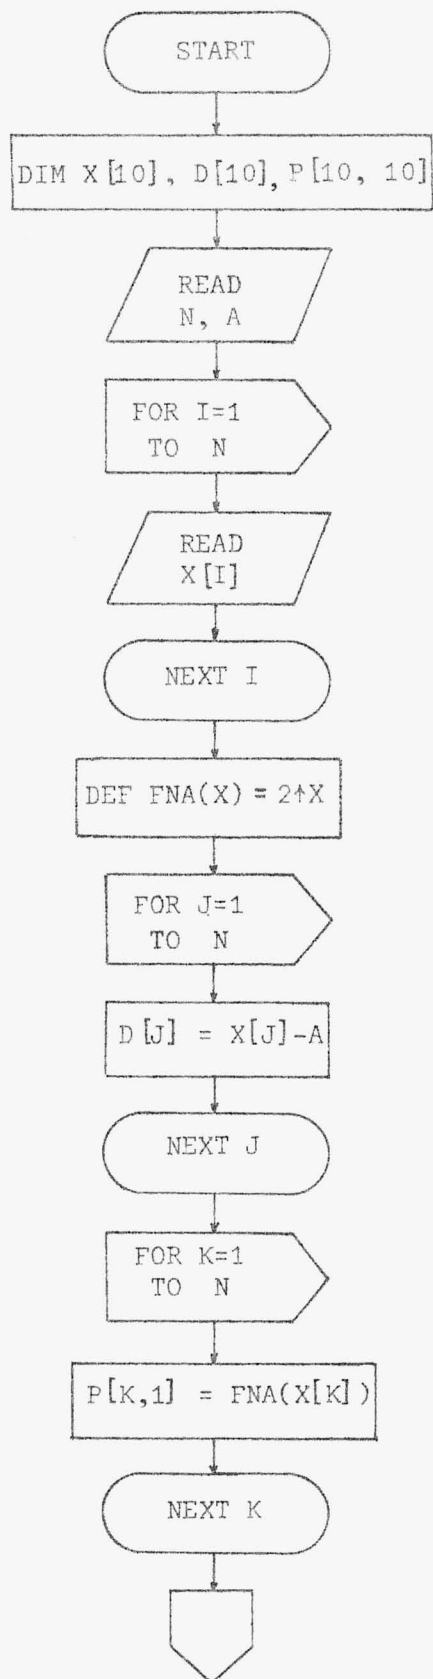 START
DIM X[10], D[10], P[10, 10]
READ
N, A
FOR I=1
TO N
READ
X[I]
NEXT I
DEF FNA(X) = 2↑X
FOR J=1
TO N
D[J] = X[J]-A
NEXT J
FOR K=1
TO N
P[K,1] = FNA(X[K])
NEXT K